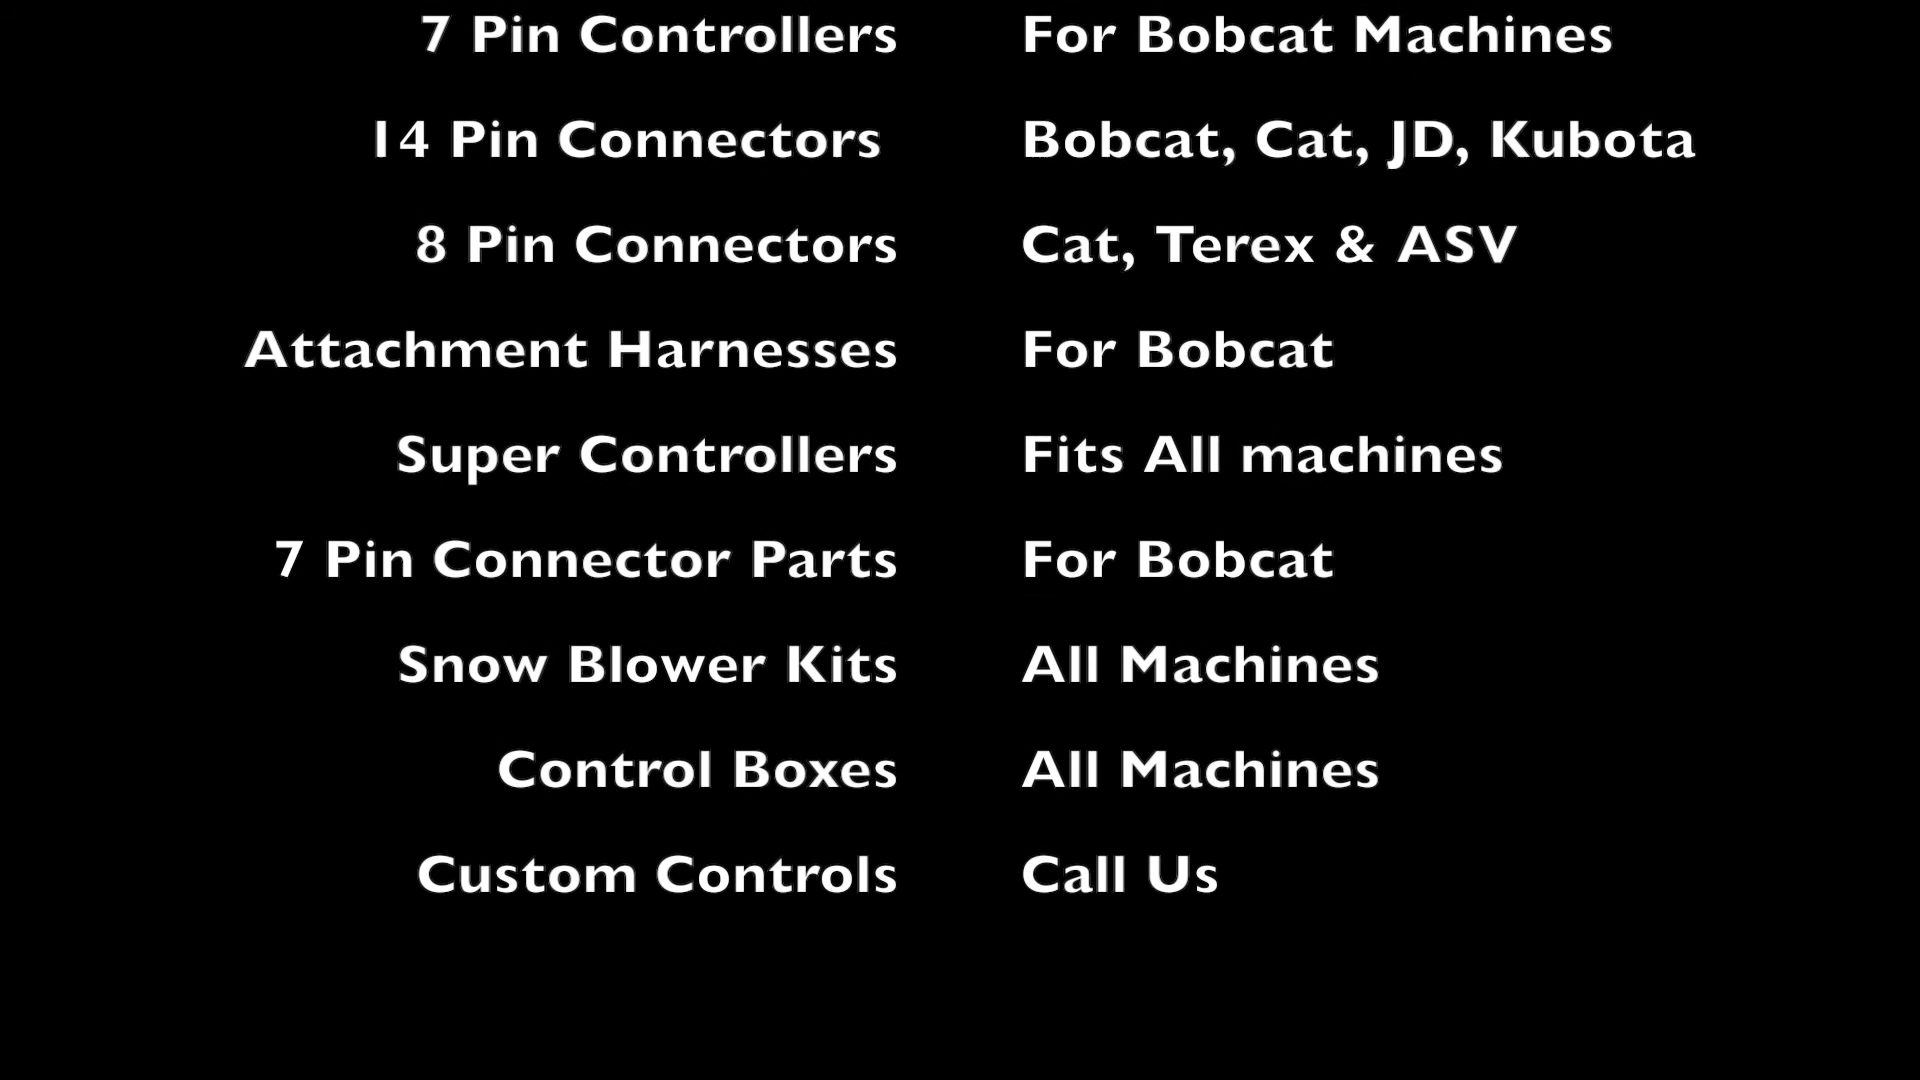 7 Pin Controllers For Bobcat Machines
14 Pin Connectors Bobcat, Cat, JD, Kubota
8 Pin Connectors Cat, Terex & ASV
Attachment Harnesses For Bobcat
Super Controllers Fits All machines
7 Pin Connector Parts For Bobcat
Snow Blower Kits All Machines
Control Boxes All Machines
Custom Controls Call Us